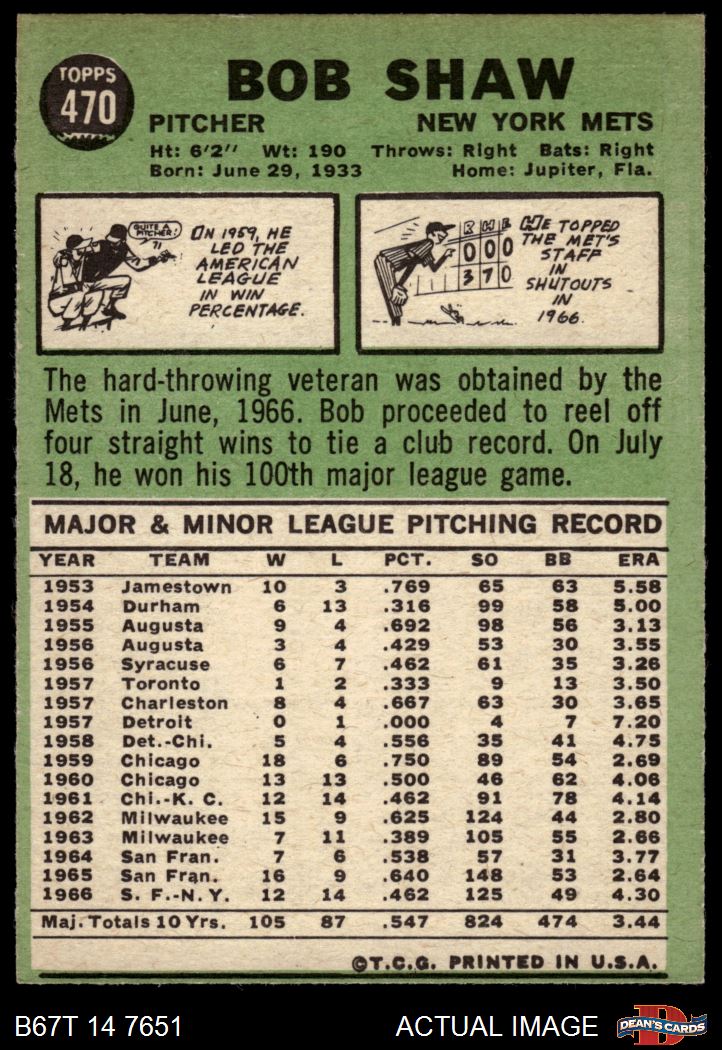 TOPPS
470
BOB SHAW
PITCHER NEW YORK METS
Ht: 6'2" Wt: 190 Throws: Right Bats: Right
Born: June 29, 1933 Home: Jupiter, Fla.
QUITE A
PITCHER!
ON 1959, HE
LED THE
AMERICAN
LEAGUE
IN WIN
PERCENTAGE.
R H E
0 0 0
3 7 0
HE TOPPED
THE MET'S
STAFF
IN
SHUTOUTS
IN
1966.
The hard-throwing veteran was obtained by the
Mets in June, 1966. Bob proceeded to reel off
four straight wins to tie a club record. On July
18, he won his 100th major league game.
MAJOR & MINOR LEAGUE PITCHING RECORD
YEAR TEAM W L PCT. SO BB ERA
1953 Jamestown 10 3 .769 65 63 5.58
1954 Durham 6 13 .316 99 58 5.00
1955 Augusta 9 4 .692 98 56 3.13
1956 Augusta 3 4 .429 53 30 3.55
1956 Syracuse 6 7 .462 61 35 3.26
1957 Toronto 1 2 .333 9 13 3.50
1957 Charleston 8 4 .667 63 30 3.65
1957 Detroit 0 1 .000 4 7 7.20
1958 Det.-Chi. 5 4 .556 35 41 4.75
1959 Chicago 18 6 .750 89 54 2.69
1960 Chicago 13 13 .500 46 62 4.06
1961 Chi.-K. C. 12 14 .462 91 78 4.14
1962 Milwaukee 15 9 .625 124 44 2.80
1963 Milwaukee 7 11 .389 105 55 2.66
1964 San Fran. 7 6 .538 57 31 3.77
1965 San Fran. 16 9 .640 148 53 2.64
1966 S. F.-N. Y. 12 14 .462 125 49 4.30
Maj. Totals 10 Yrs. 105 87 .547 824 474 3.44
©T.C.G. PRINTED IN U.S.A.
B67T 14 7651 ACTUAL IMAGE D DEAN'S CARDS